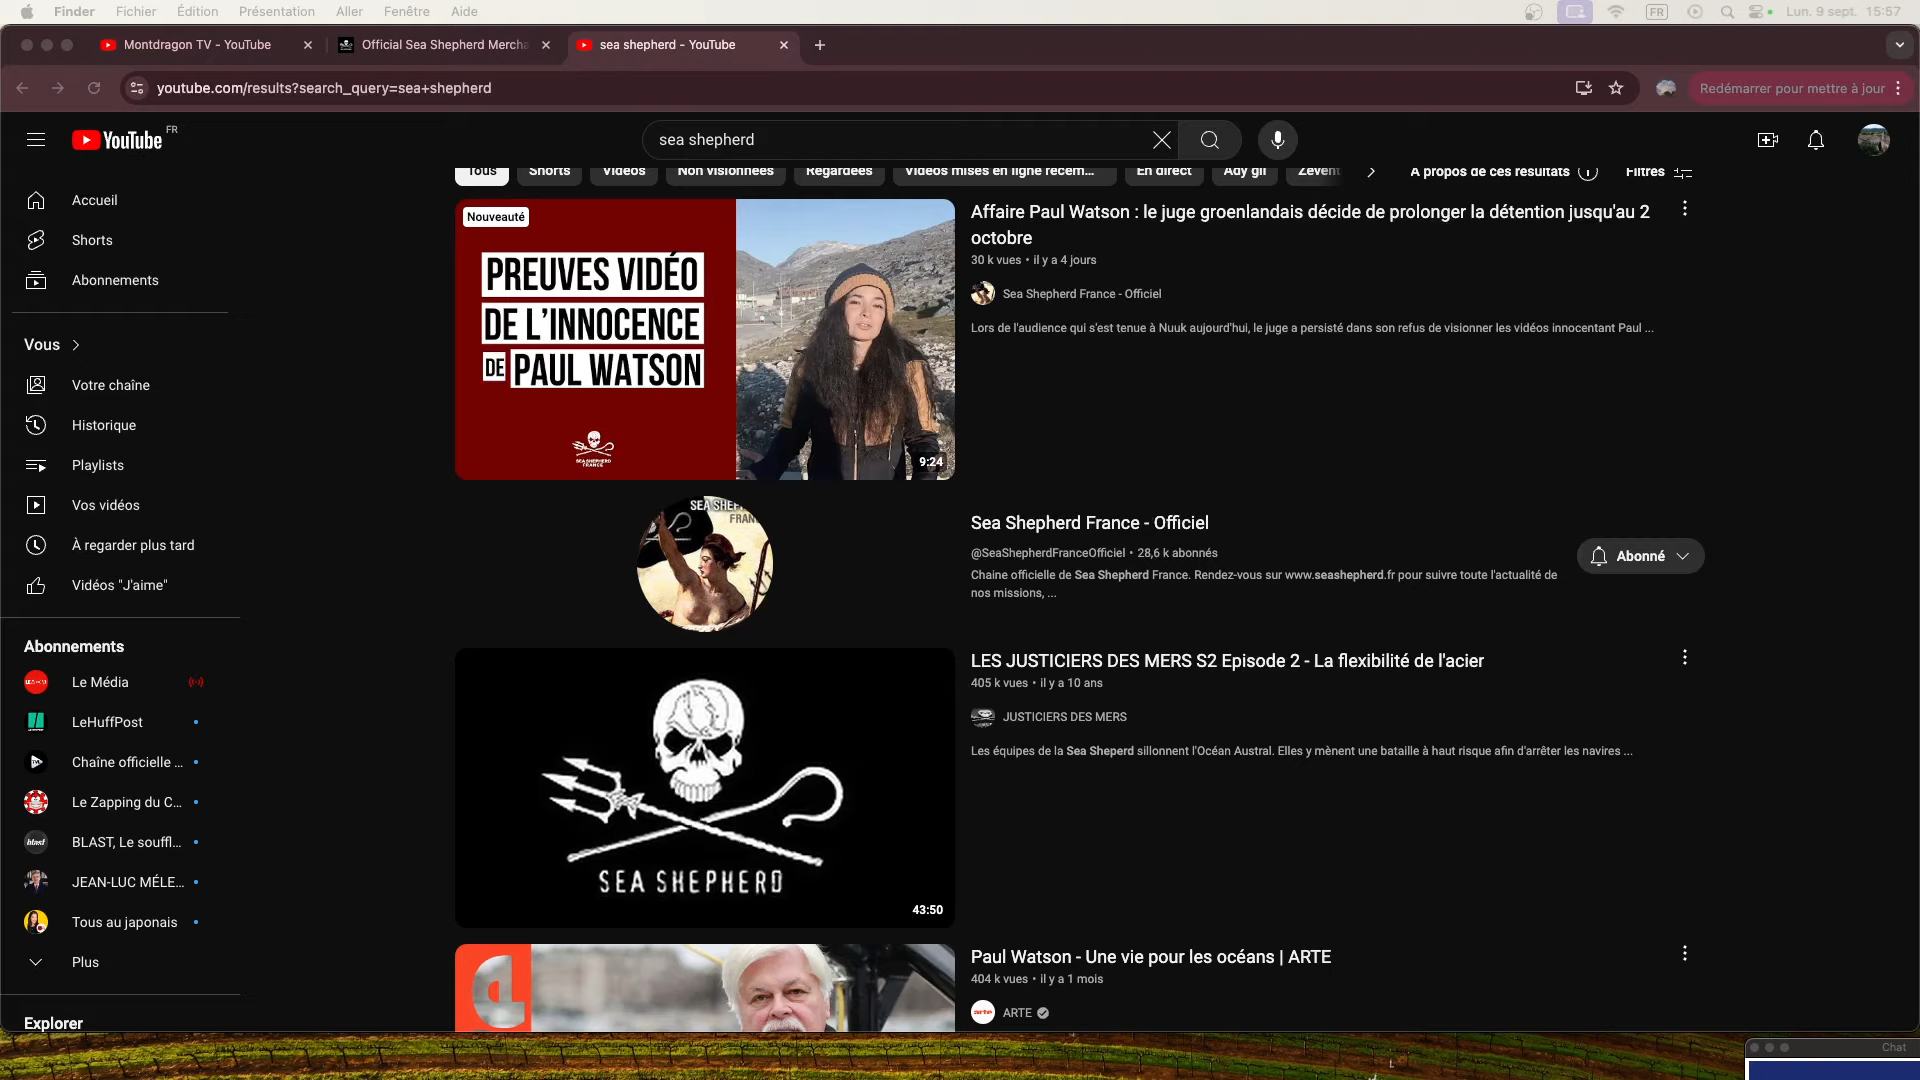 Finder Fichier Édition Présentation Aller Fenêtre Aide FR Lun. 9 sept. 15:57
Montdragon TV - YouTube
Official Sea Shepherd Mercha
sea shepherd - YouTube
youtube.com/results?search_query=sea+shepherd
Redémarrer pour mettre à jour
YouTube FR
sea shepherd
Tous Shorts Vidéos Non visionnées Regardées Vidéos mises en ligne récem... En direct Ady gil Zévent À propos de ces résultats Filtres
Accueil
Shorts
Abonnements
Vous
Votre chaîne
Historique
Playlists
Vos vidéos
À regarder plus tard
Vidéos "J'aime"
Abonnements
Le Média
LeHuffPost
Chaîne officielle ...
Le Zapping du C...
BLAST, Le souffl...
JEAN-LUC MÉLE...
Tous au japonais
Plus
Explorer
Nouveauté
PREUVES VIDÉO
DE L'INNOCENCE
DE PAUL WATSON
SEA SHEPHERD
FRANCE
9:24
Affaire Paul Watson : le juge groenlandais décide de prolonger la détention jusqu'au 2
octobre
30 k vues • il y a 4 jours
Sea Shepherd France - Officiel
Lors de l'audience qui s'est tenue à Nuuk aujourd'hui, le juge a persisté dans son refus de visionner les vidéos innocentant Paul ...
SEA SHEP
FRAN
Sea Shepherd France - Officiel
@SeaShepherdFranceOfficiel • 28,6 k abonnés
Chaine officielle de Sea Shepherd France. Rendez-vous sur www.seashepherd.fr pour suivre toute l'actualité de
nos missions, ...
Abonné
SEA SHEPHERD
43:50
LES JUSTICIERS DES MERS S2 Episode 2 - La flexibilité de l'acier
405 k vues • il y a 10 ans
JUSTICIERS DES MERS
Les équipes de la Sea Sheperd sillonnent l'Océan Austral. Elles y mènent une bataille à haut risque afin d'arrêter les navires ...
Paul Watson - Une vie pour les océans | ARTE
404 k vues • il y a 1 mois
arte
ARTE
Chat